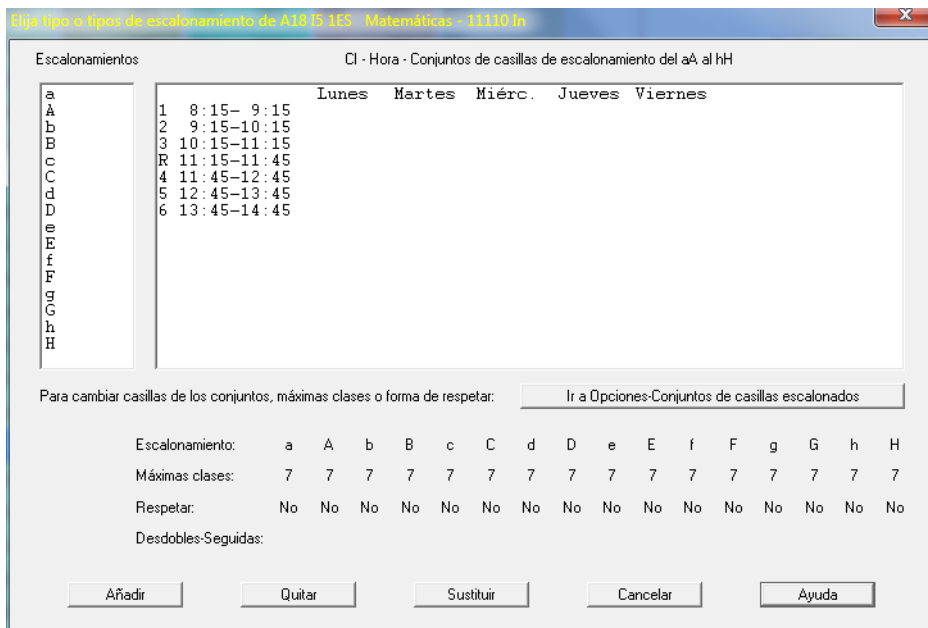 Elija tipo o tipos de escalonamiento de A18 I5 1ES Matemáticas - 11110 In
Escalonamientos
Cl - Hora - Conjuntos de casillas de escalonamiento del aA al hH
a
A
b
B
c
C
d
D
e
E
f
F
g
G
h
H
Lunes Martes Miérc. Jueves Viernes
1 8:15- 9:15
2 9:15-10:15
3 10:15-11:15
R 11:15-11:45
4 11:45-12:45
5 12:45-13:45
6 13:45-14:45
Para cambiar casillas de los conjuntos, máximas clases o forma de respetar:
Ir a Opciones-Conjuntos de casillas escalonados
Escalonamiento: a A b B c C d D e E f F g G h H
Máximas clases: 7 7 7 7 7 7 7 7 7 7 7 7 7 7 7 7
Respetar: No No No No No No No No No No No No No No No No
Desdobles-Seguidas:
Añadir Quitar Sustituir Cancelar Ayuda